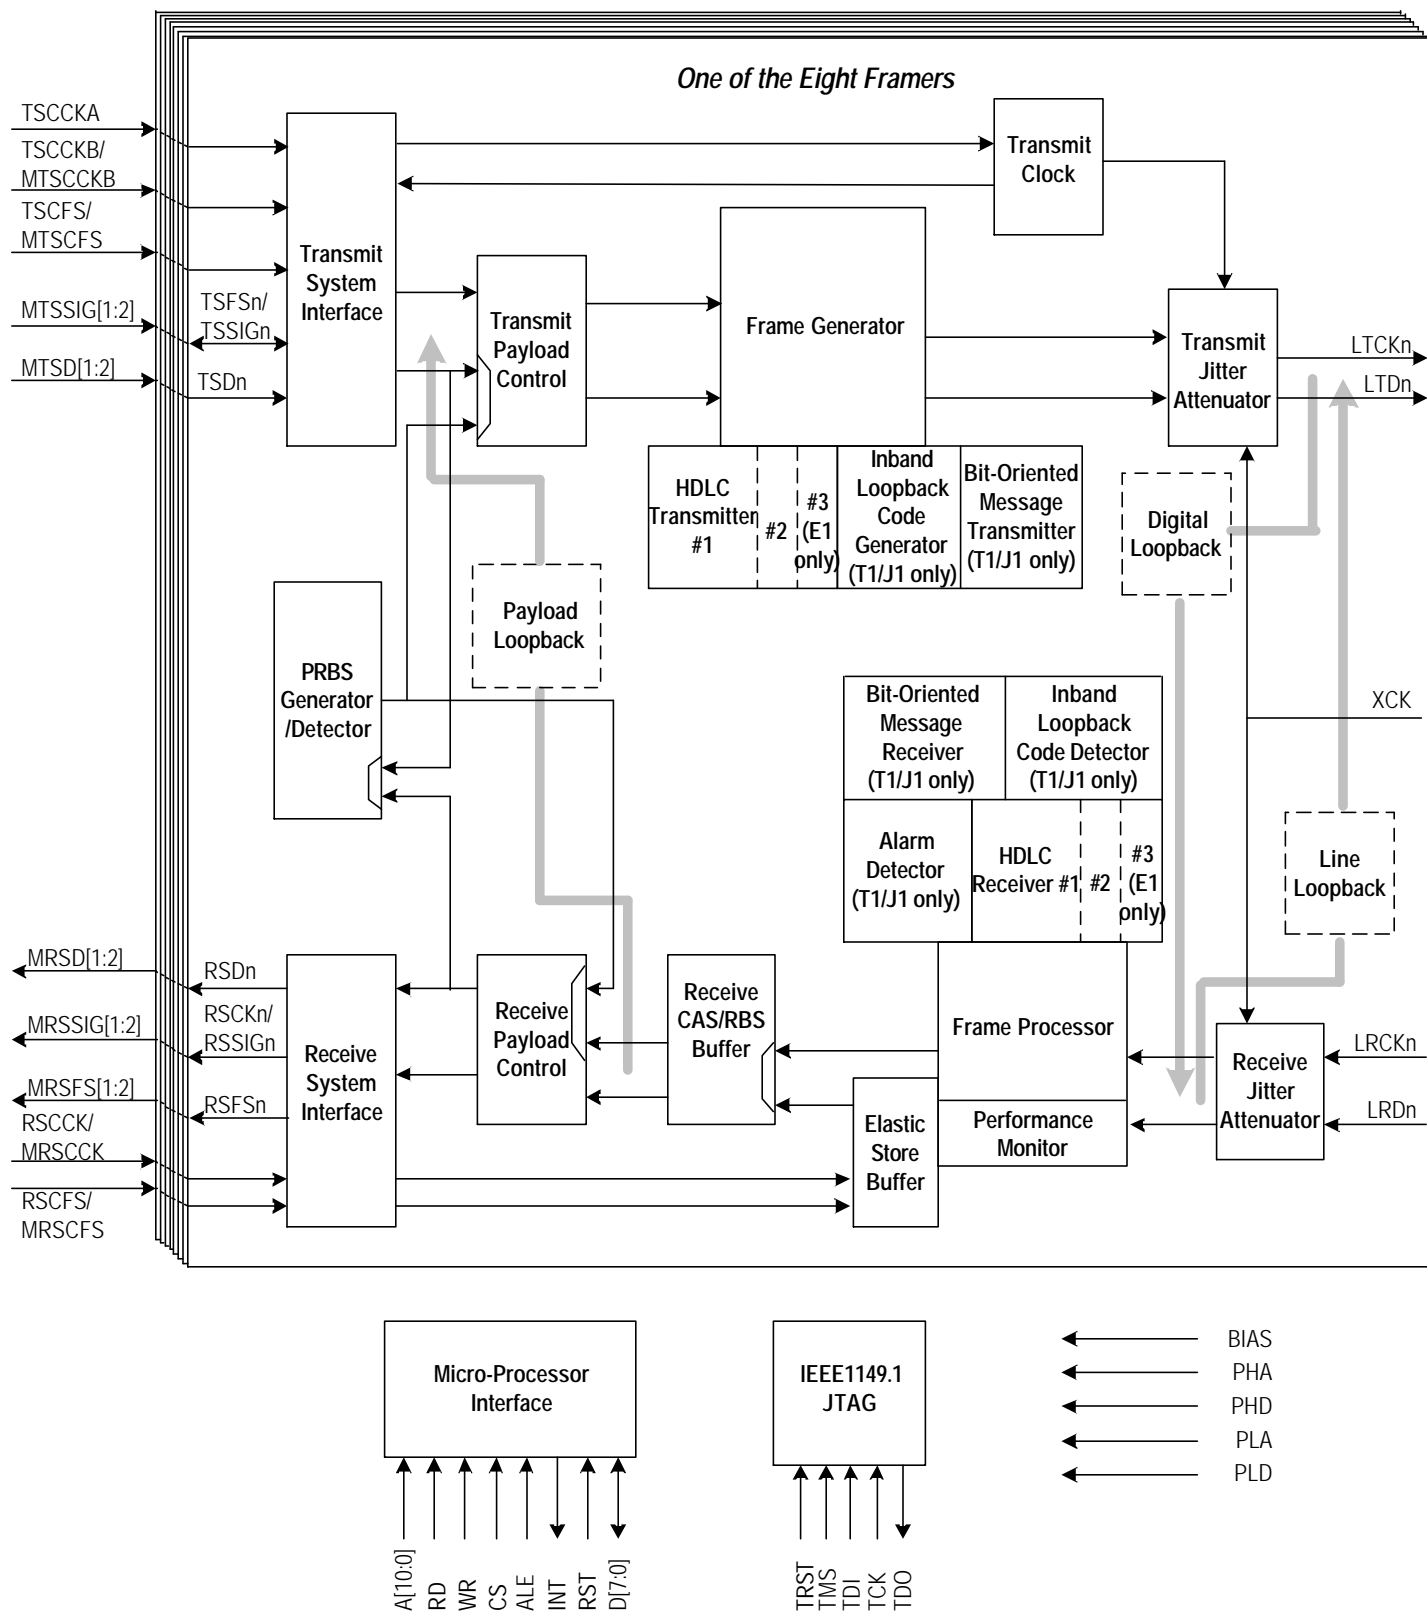 One of the Eight Framers
TSCCKA
TSCCKB/
MTSCCKB
TSCFS/
MTSCFS
MTSSIG[1:2]
MTSD[1:2]
TSFSn/
TSSIGn
TSDn
Transmit
System
Interface
Transmit
Payload
Control
Frame Generator
Transmit
Clock
Transmit
Jitter
Attenuator
LTCKn
LTDn
HDLC
Transmitter
#1
#2
#3
(E1
only)
Inband
Loopback
Code
Generator
(T1/J1 only)
Bit-Oriented
Message
Transmitter
(T1/J1 only)
Digital
Loopback
Payload
Loopback
PRBS
Generator
/Detector
Bit-Oriented
Message
Receiver
(T1/J1 only)
Inband
Loopback
Code Detector
(T1/J1 only)
XCK
Alarm
Detector
(T1/J1 only)
HDLC
Receiver #1
#2
#3
(E1
only)
Line
Loopback
MRSD[1:2]
MRSSIG[1:2]
MRSFS[1:2]
RSCCK/
MRSCCK
RSCFS/
MRSCFS
RSDn
RSCKn/
RSSIGn
RSFSn
Receive
System
Interface
Receive
Payload
Control
Receive
CAS/RBS
Buffer
Elastic
Store
Buffer
Frame Processor
Performance
Monitor
Receive
Jitter
Attenuator
LRCKn
LRDn
Micro-Processor
Interface
A[10:0]
RD
WR
CS
ALE
INT
RST
D[7:0]
IEEE1149.1
JTAG
TRST
TMS
TDI
TCK
TDO
BIAS
PHA
PHD
PLA
PLD